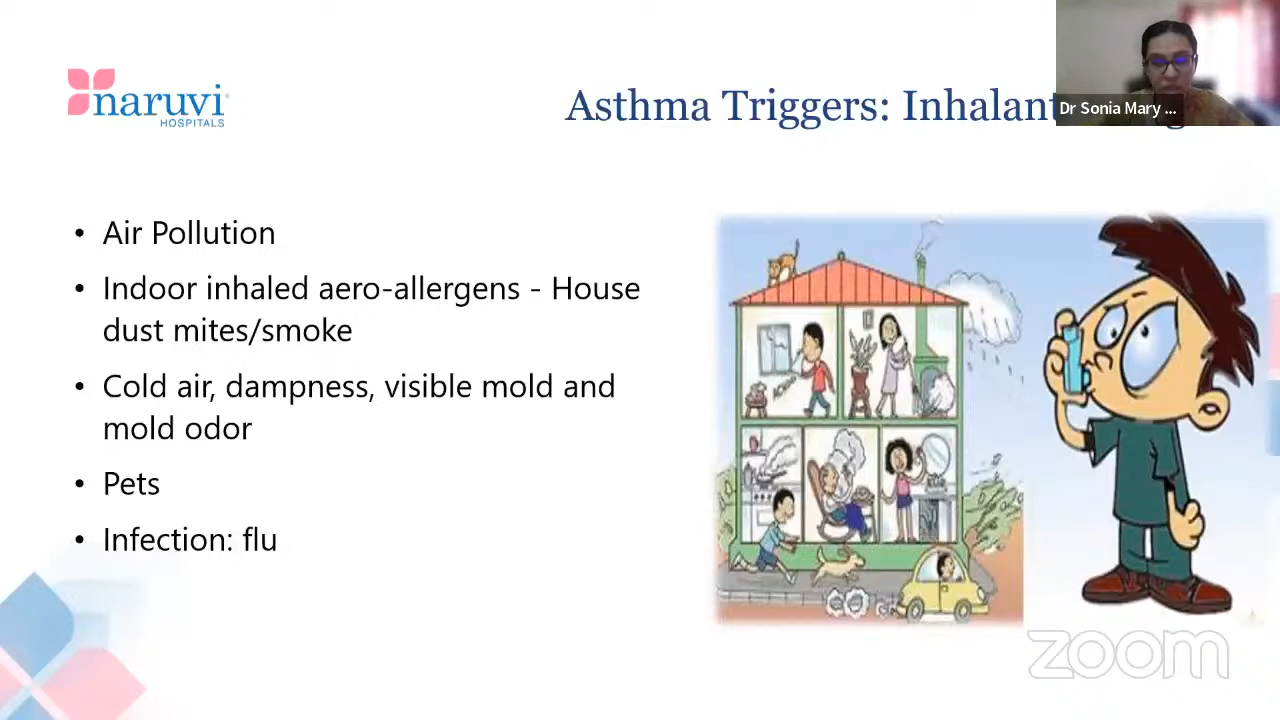 naruvi
HOSPITALS
Asthma Triggers: Inhalant
Dr Sonia Mary ...
• Air Pollution
• Indoor inhaled aero-allergens - House
dust mites/smoke
• Cold air, dampness, visible mold and
mold odor
• Pets
• Infection: flu
zoom